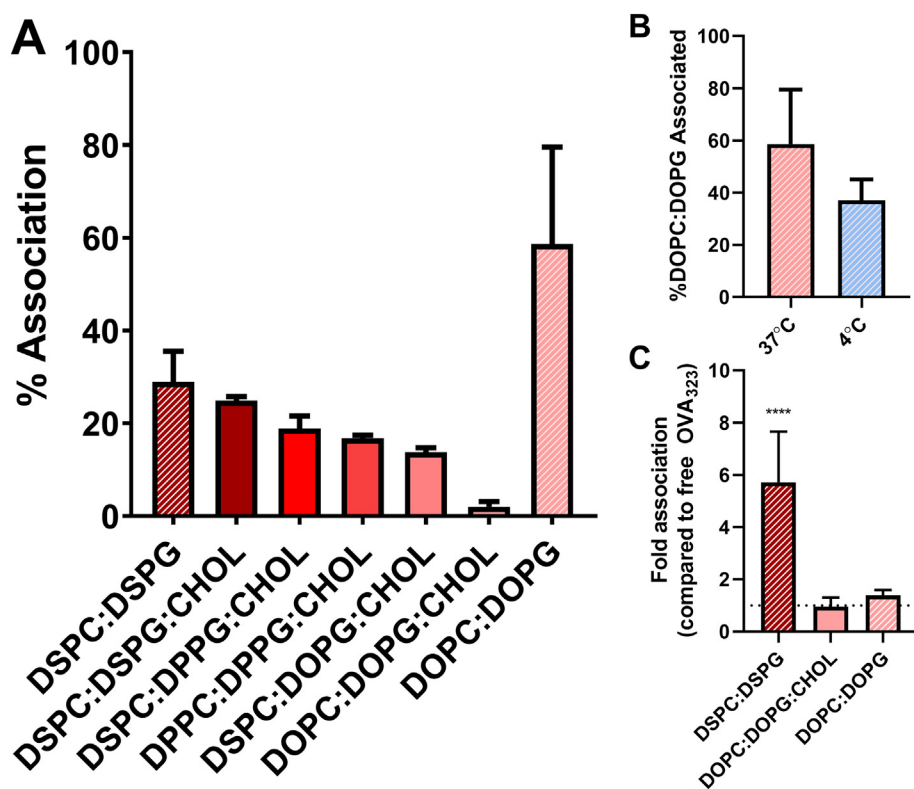 A
% Association
100
80
60
40
20
0
DSPC:DSPG
DSPC:DSPG:CHOL
DSPC:DPPG:CHOL
DPPC:DPPG:CHOL
DSPC:DOPG:CHOL
DOPC:DOPG:CHOL
DOPC:DOPG
B
%DOPC:DOPG Associated
100
80
60
40
20
0
37°C
4°C
C
Fold association
(compared to free OVA₃₂₃)
10
8
6
4
2
0
****
DSPC:DSPG
DOPC:DOPG:CHOL
DOPC:DOPG